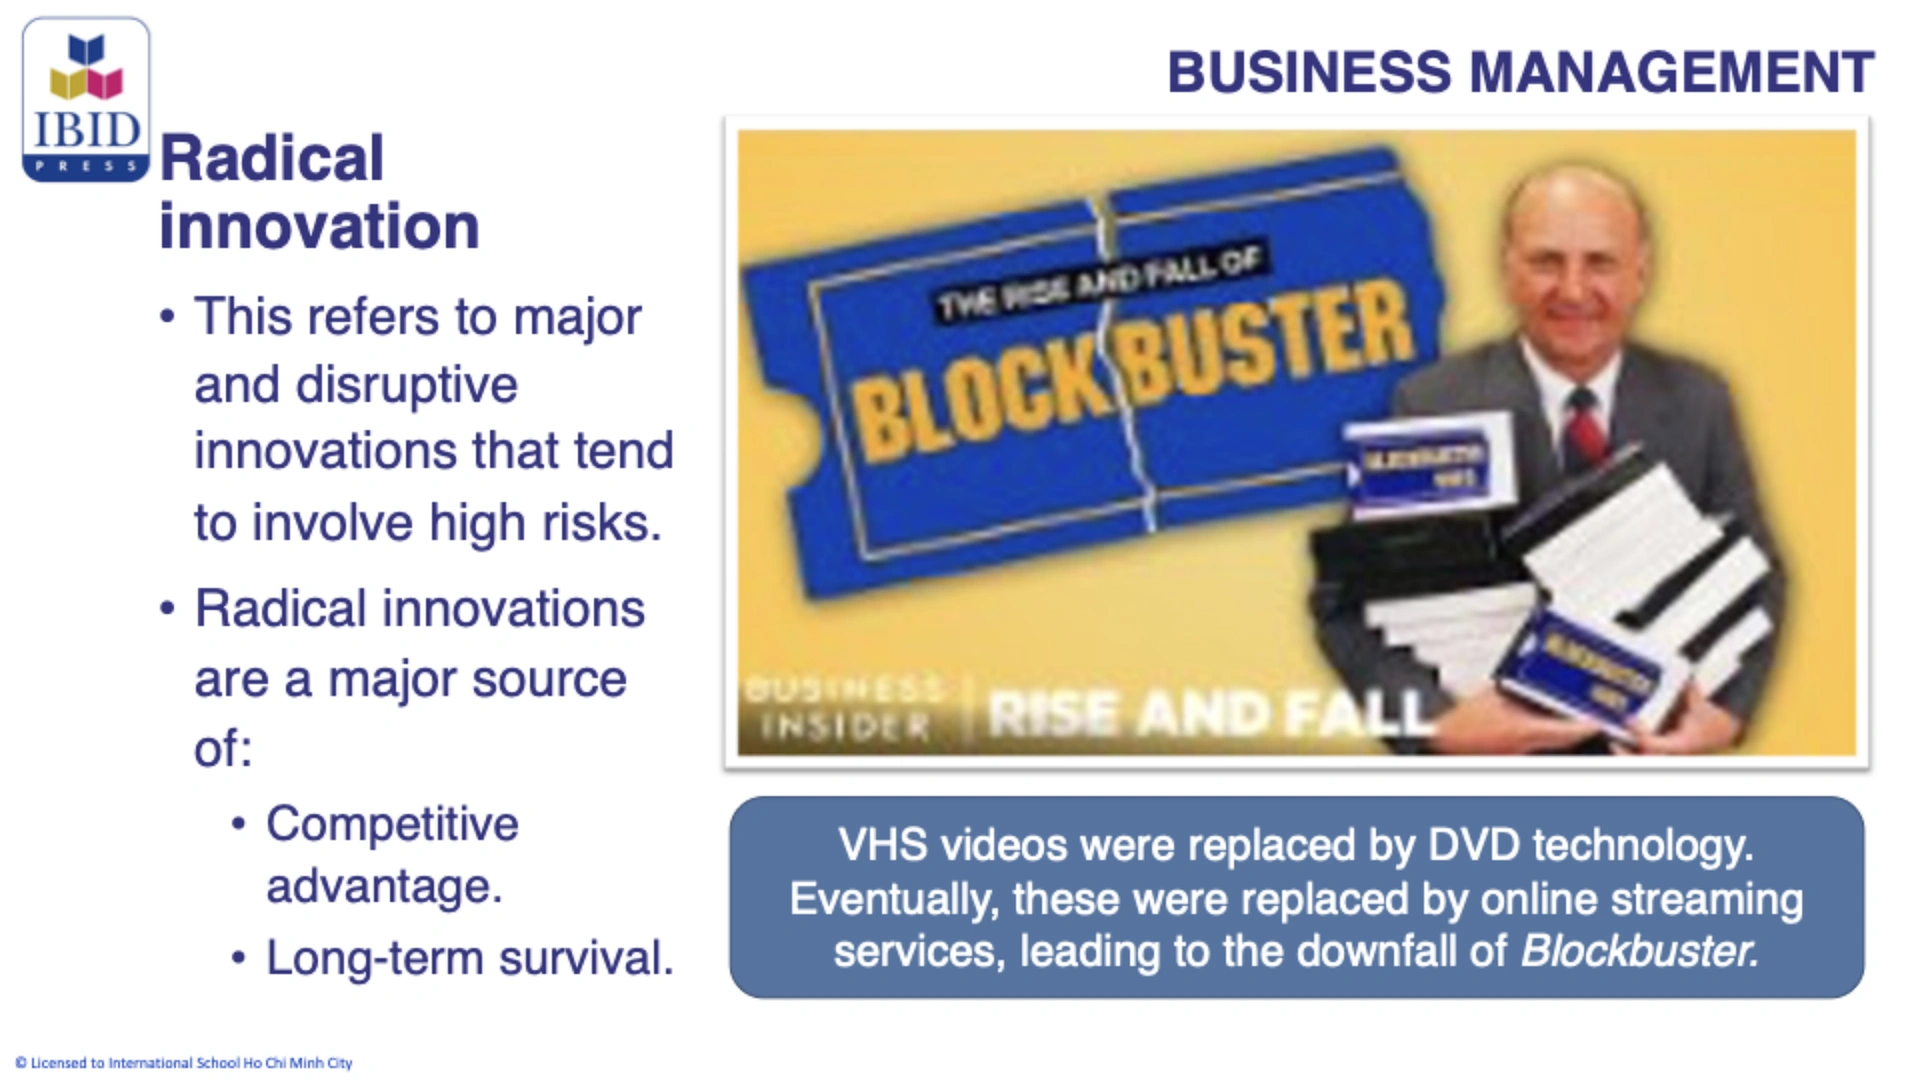 IBID
PRESS
BUSINESS MANAGEMENT
Radical
innovation
• This refers to major
and disruptive
innovations that tend
to involve high risks.
• Radical innovations
are a major source
of:
• Competitive
advantage.
• Long-term survival.
THE RISE AND FALL OF
BLOCKBUSTER
BLOCKBUSTER
BLOCKBUSTER
BUSINESS
INSIDER
RISE AND FALL
VHS videos were replaced by DVD technology.
Eventually, these were replaced by online streaming
services, leading to the downfall of Blockbuster.
© Licensed to International School Ho Chi Minh City